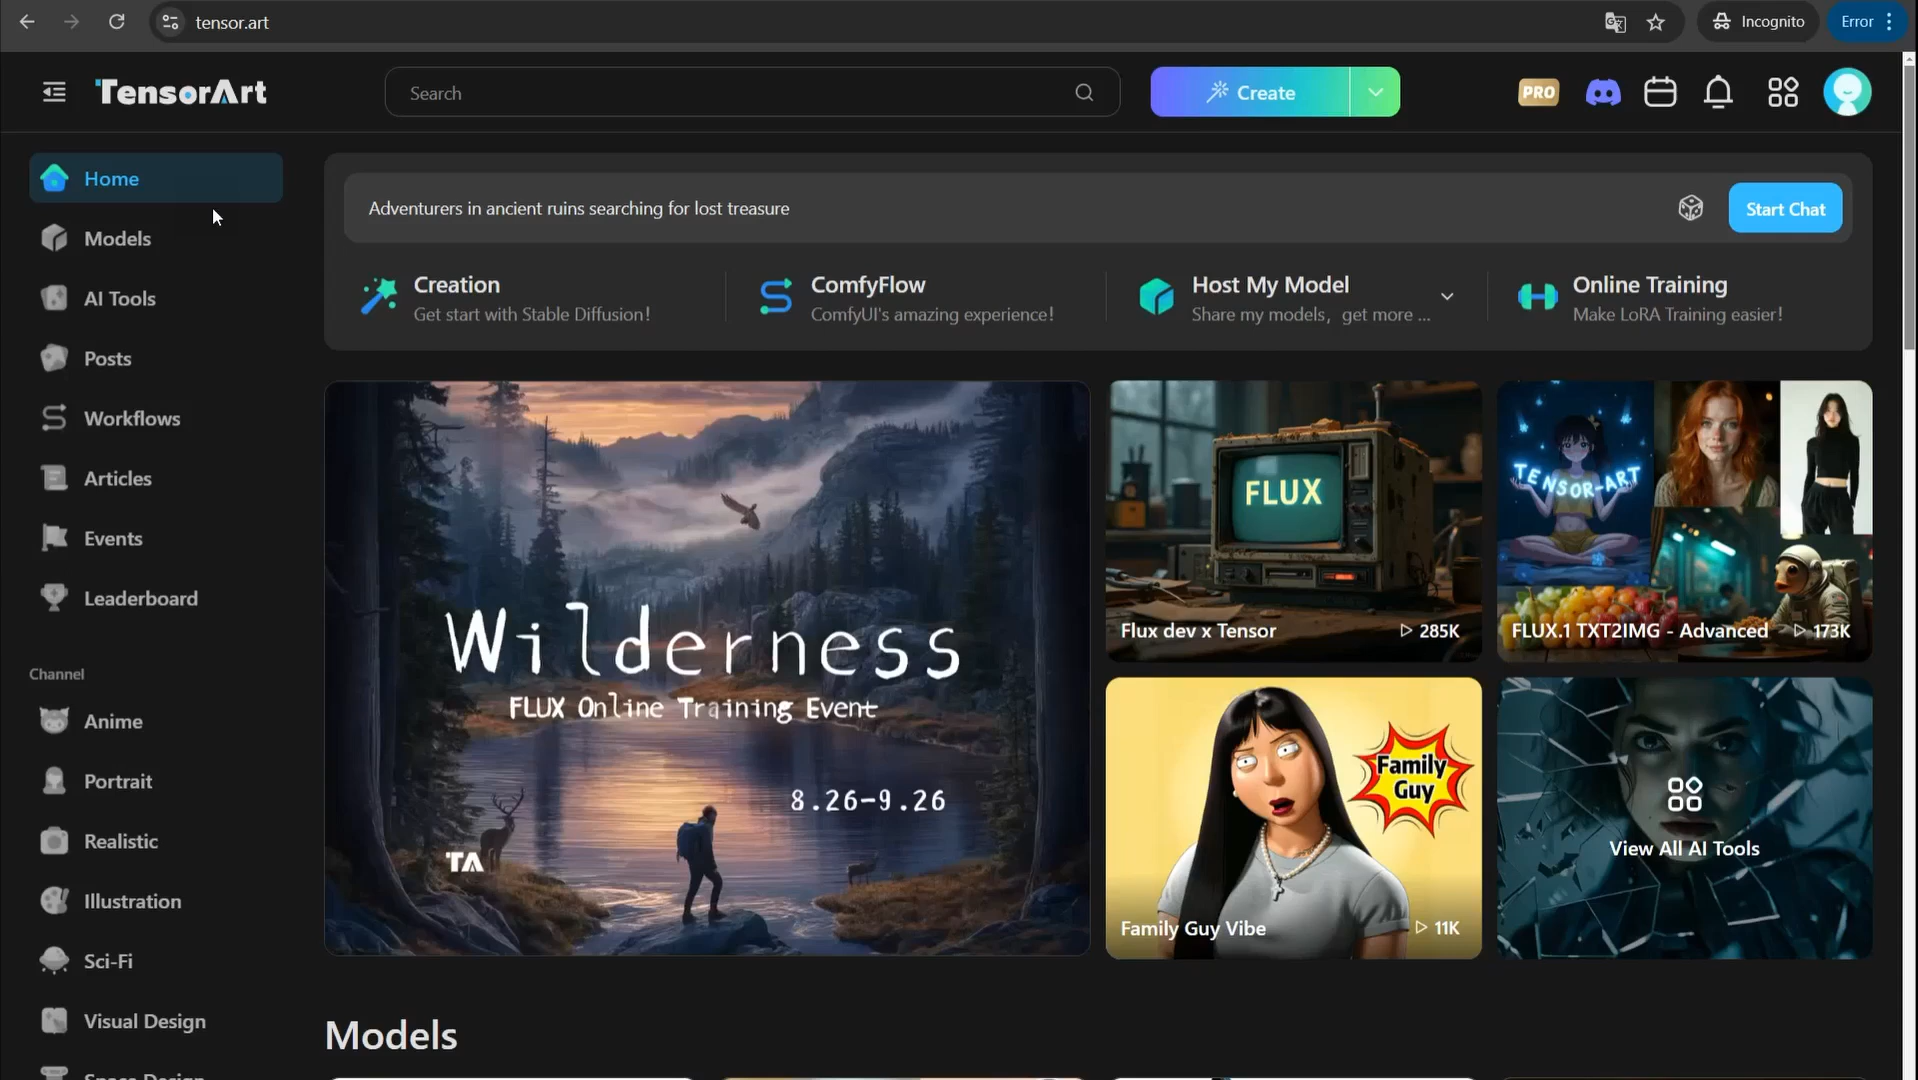 tensor.art
Incognito
Error
TensorArt
Search
Create
PRO
Home
Models
AI Tools
Posts
Workflows
Articles
Events
Leaderboard
Channel
Anime
Portrait
Realistic
Illustration
Sci-Fi
Visual Design
Space Design
Adventurers in ancient ruins searching for lost treasure
Start Chat
Creation
Get start with Stable Diffusion!
ComfyFlow
ComfyUI's amazing experience!
Host My Model
Share my models，get more ...
Online Training
Make LoRA Training easier!
Wilderness
FLUX Online Training Event
8.26-9.26
TA
FLUX
Flux dev x Tensor
285K
TENSOR-ART
FLUX.1 TXT2IMG - Advanced
173K
Family
Guy
Family Guy Vibe
11K
View All AI Tools
Models